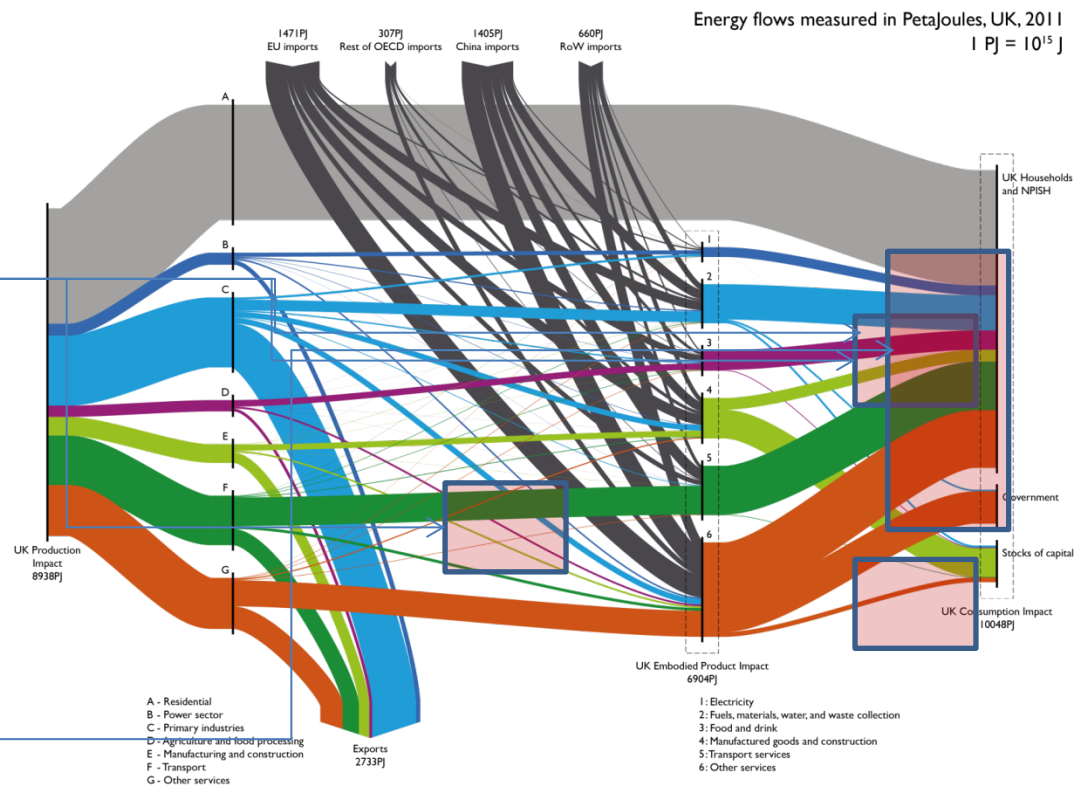 Energy flows measured in PetaJoules, UK, 2011
1 PJ = 10¹⁵ J
1471PJ
EU imports
307PJ
Rest of OECD imports
1405PJ
China imports
660PJ
RoW imports
A
B
C
D
E
F
G
1
2
3
4
5
6
UK Households
and NPISH
Government
Stocks of capital
UK Production
Impact
8938PJ
UK Consumption Impact
10048PJ
UK Embodied Product Impact
6904PJ
Exports
2733PJ
A - Residential
B - Power sector
C - Primary industries
D - Agriculture and food processing
E - Manufacturing and construction
F - Transport
G - Other services
1: Electricity
2: Fuels, materials, water, and waste collection
3: Food and drink
4: Manufactured goods and construction
5: Transport services
6: Other services